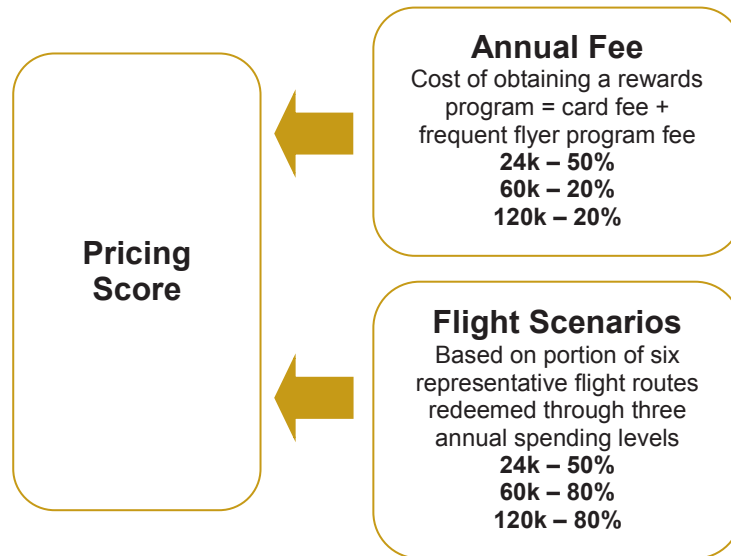 Pricing
Score
Annual Fee
Cost of obtaining a rewards
program = card fee +
frequent flyer program fee
24k – 50%
60k – 20%
120k – 20%
Flight Scenarios
Based on portion of six
representative flight routes
redeemed through three
annual spending levels
24k – 50%
60k – 80%
120k – 80%